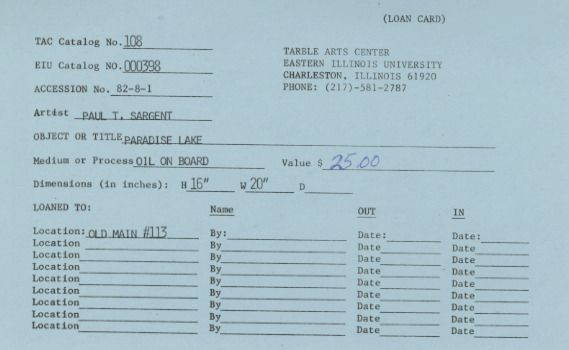 (LOAN CARD)
TAC Catalog No. 108
EIU Catalog No. 000398
ACCESSION No. 82-8-1
TARBLE ARTS CENTER
EASTERN ILLINOIS UNIVERSITY
CHARLESTON, ILLINOIS 61920
PHONE: (217)-581-2787
Artist PAUL T. SARGENT
OBJECT OR TITLE PARADISE LAKE
Medium or Process OIL ON BOARD Value $ 25.00
Dimensions (in inches): H 16" W 20" D
LOANED TO: Name OUT IN
Location: OLD MAIN #113 By: Date: Date:
Location By Date Date
Location By Date Date
Location By Date Date
Location By Date Date
Location By Date Date
Location By Date Date
Location By Date Date
Location By Date Date